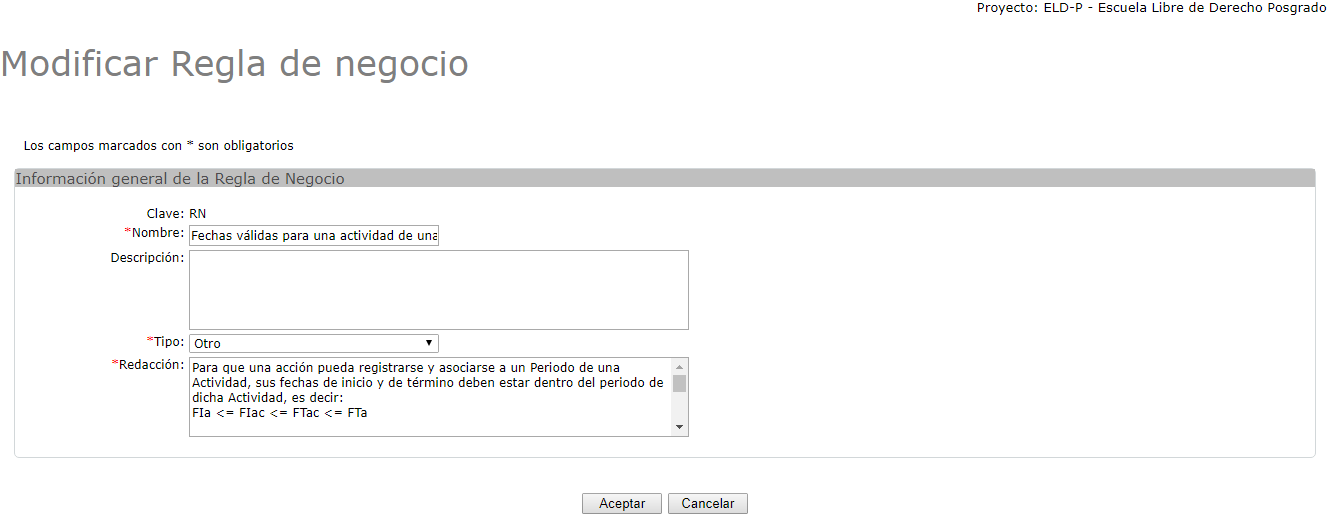 Proyecto: ELD-P - Escuela Libre de Derecho Posgrado
Modificar Regla de negocio
Los campos marcados con * son obligatorios
Información general de la Regla de Negocio
Clave: RN
*Nombre: Fechas válidas para una actividad de una
Descripción:
*Tipo: Otro
*Redacción: Para que una acción pueda registrarse y asociarse a un Periodo de una
Actividad, sus fechas de inicio y de término deben estar dentro del periodo de
dicha Actividad, es decir:
FIa <= FIac <= FTac <= FTa
Aceptar Cancelar